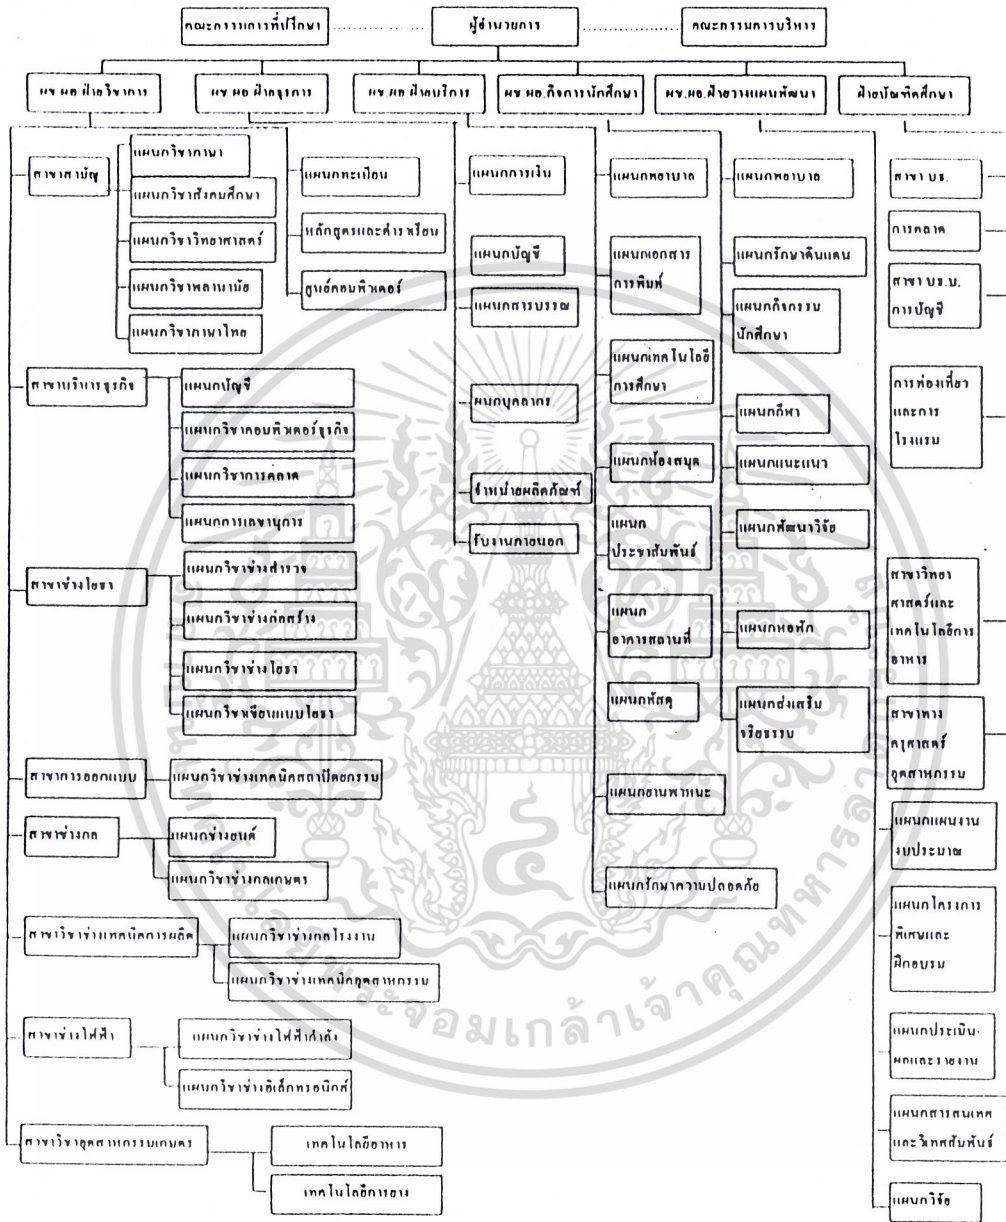 คณะกรรมการที่ปรึกษา
ผู้อำนวยการ
คณะกรรมการบริหาร
ผช ผอ ฝ่ายวิชาการ
ผช ผอ ฝ่ายธุรการ
ผช ผอ ฝ่ายบริการ
ผช ผอ.กิจการนักศึกษา
ผช.ผอ.ฝ่ายวางแผนพัฒนา
ฝ่ายบัณฑิตศึกษา
สาขาสามัญ
แผนกวิชาภาษา
แผนกวิชาสังคมศึกษา
แผนกวิชาวิทยาศาสตร์
แผนกวิชาพลานามัย
แผนกวิชาภาษาไทย
สาขาบริหารธุรกิจ
แผนกบัญชี
แผนกวิชาคอมพิวเตอร์ธุรกิจ
แผนกวิชาการตลาด
แผนกการเลขานุการ
สาขาช่างโยธา
แผนกวิชาช่างสำรวจ
แผนกวิชาช่างก่อสร้าง
แผนกวิชาช่างโยธา
แผนกวิชาเขียนแบบโยธา
สาขาการออกแบบ
แผนกวิชาช่างเทคนิคสถาปัตยกรรม
สาขาช่างกล
แผนกช่างยนต์
แผนกวิชาช่างกลเกษตร
สาขาวิชาช่างเทคนิคการผลิต
แผนกวิชาช่างกลโรงงาน
แผนกวิชาช่างเทคนิคอุตสาหกรรม
สาขาช่างไฟฟ้า
แผนกวิชาช่างไฟฟ้ากำลัง
แผนกวิชาช่างอิเล็กทรอนิกส์
สาขาวิชาอุตสาหกรรมเกษตร
เทคโนโลยีอาหาร
เทคโนโลยีการยาง
แผนกทะเบียน
หลักสูตรและตำราเรียน
ศูนย์คอมพิวเตอร์
แผนกการเงิน
แผนกบัญชี
แผนกสารบรรณ
ผนกบุคลากร
จำหน่ายผลิตภัณฑ์
รับงานภายนอก
แผนกพยาบาล
แผนกเอกสาร
การพิมพ์
แผนกเทคโนโลยี
การศึกษา
แผนกห้องสมุด
แผนก
ประชาสัมพันธ์
แผนก
อาคารสถานที่
แผนกพัสดุ
แผนกยานพาหนะ
แผนกรักษาความปลอดภัย
แผนกพยาบาล
แผนกรักษาดินแดน
แผนกกิจกรรม
นักศึกษา
แผนกกีฬา
แผนกแนะแนว
แผนกพัฒนาวิจัย
แผนกหอพัก
แผนกส่งเสริม
จริยธรรม
สาขา บธ.
การตลาด
สาขา บธ.บ.
การบัญชี
การท่องเที่ยว
และการ
โรงแรม
สาขาวิทยา
ศาสตร์และ
เทคโนโลยีการ
อาหาร
สาขาทาง
ครุศาสตร์
อุตสาหกรรม
แผนกแผนงาน
งบประมาณ
แผนกโครงการ
พิเศษและ
ฝึกอบรม
แผนกประเมิน-
ผลและรายงาน
แผนกสารสนเทศ
และวิเทศสัมพันธ์
แผนกวิจัย